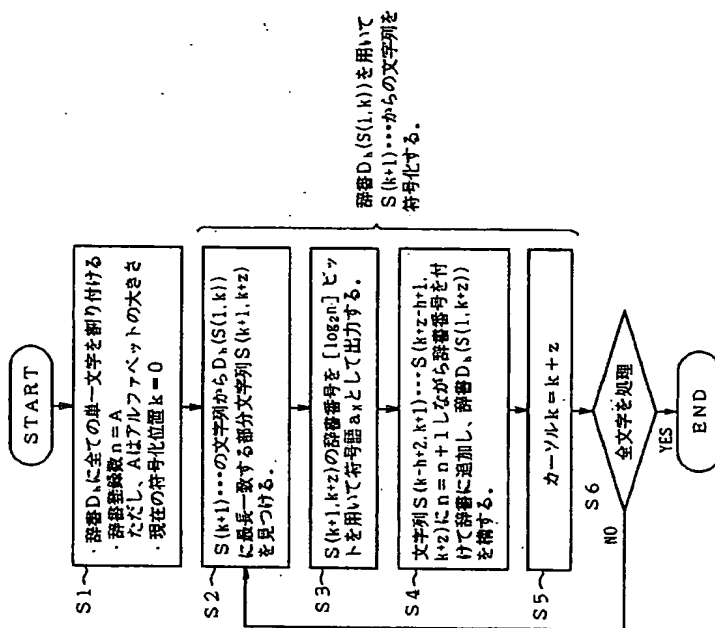 START
S1
・辞書Dhに全ての単一文字を割り付ける
・辞書登録数n=A
ただし、Aはアルファベットの大きさ
・現在の符号化位置k=0
S2
S(k+1)・・・の文字列からDh(S(1,k))
に最長一致する部分文字列S(k+1,k+z)
を見つける。
S3
S(k+1,k+z)の辞書番号を[log2n]ビッ
トを用いて符号語axとして出力する。
S4
文字列S(k-h+2,k+1)・・・S(k+z-h+1,
k+z)にn=n+1しながら辞書番号を付
けて辞書に追加し、辞書Dh(S(1,k+z))
を構する。
S5
カーソルk=k+z
S6
全文字を処理
NO
YES
END
辞書Dh(S(1,k))を用いて
S(k+1)・・・からの文字列を
符号化する。